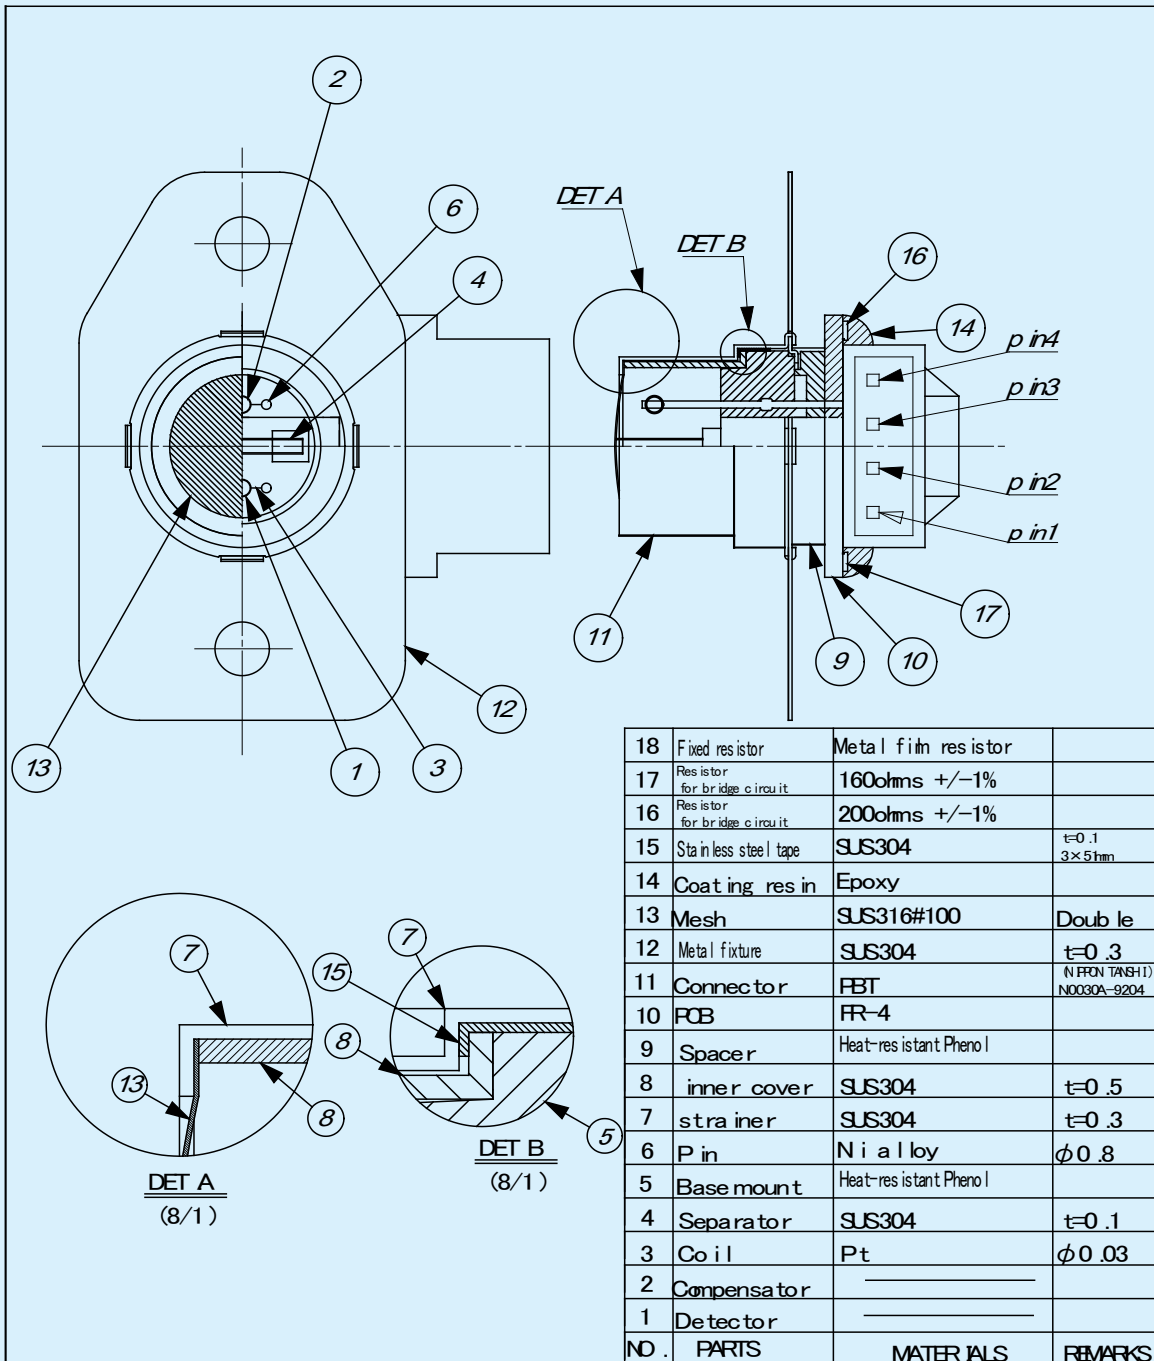 2
6
4
DET A
DET B
16
14
pin4
pin3
pin2
pin1
11
9
10
17
12
13
1
3
7
13
8
DET A
(8/1)
7
15
8
5
DET B
(8/1)
18 Fixed resistor Metal film resistor
17 Resistor for bridge circuit 160ohms +/-1%
16 Resistor for bridge circuit 200ohms +/-1%
15 Stainless steel tape SUS304 t=0.1 3×51mm
14 Coating resin Epoxy
13 Mesh SUS316#100 Double
12 Metal fixture SUS304 t=0.3
11 Connector PBT (NIPPON TANSHI) N0030A-9204
10 PCB FR-4
9 Spacer Heat-resistant Phenol
8 inner cover SUS304 t=0.5
7 strainer SUS304 t=0.3
6 Pin Ni alloy φ0.8
5 Base mount Heat-resistant Phenol
4 Separator SUS304 t=0.1
3 Coil Pt φ0.03
2 Compensator
1 Detector
NO. PARTS MATERIALS REMARKS